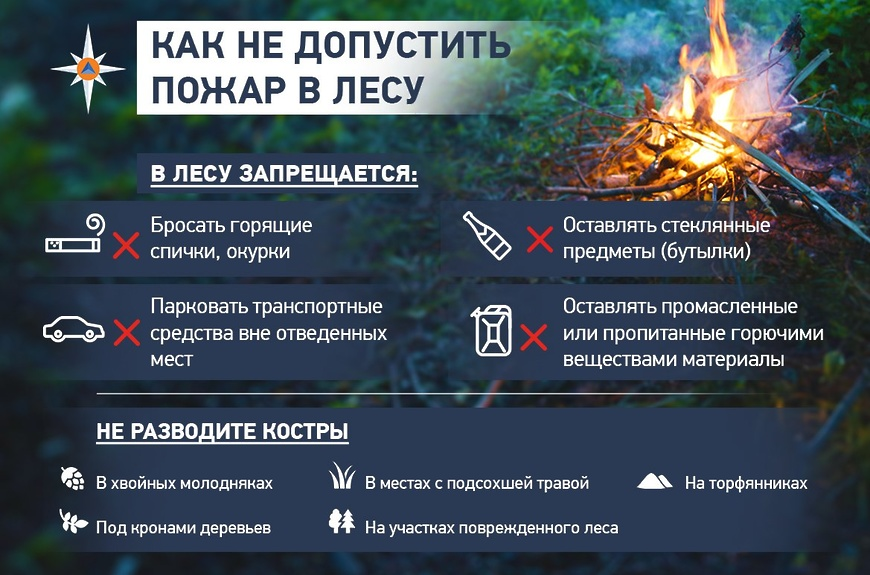 КАК НЕ ДОПУСТИТЬ
ПОЖАР В ЛЕСУ
В ЛЕСУ ЗАПРЕЩАЕТСЯ:
Бросать горящие
спички, окурки
Оставлять стеклянные
предметы (бутылки)
Парковать транспортные
средства вне отведенных
мест
Оставлять промасленные
или пропитанные горючими
веществами материалы
НЕ РАЗВОДИТЕ КОСТРЫ
В хвойных молодняках
В местах с подсохшей травой
На торфянниках
Под кронами деревьев
На участках поврежденного леса